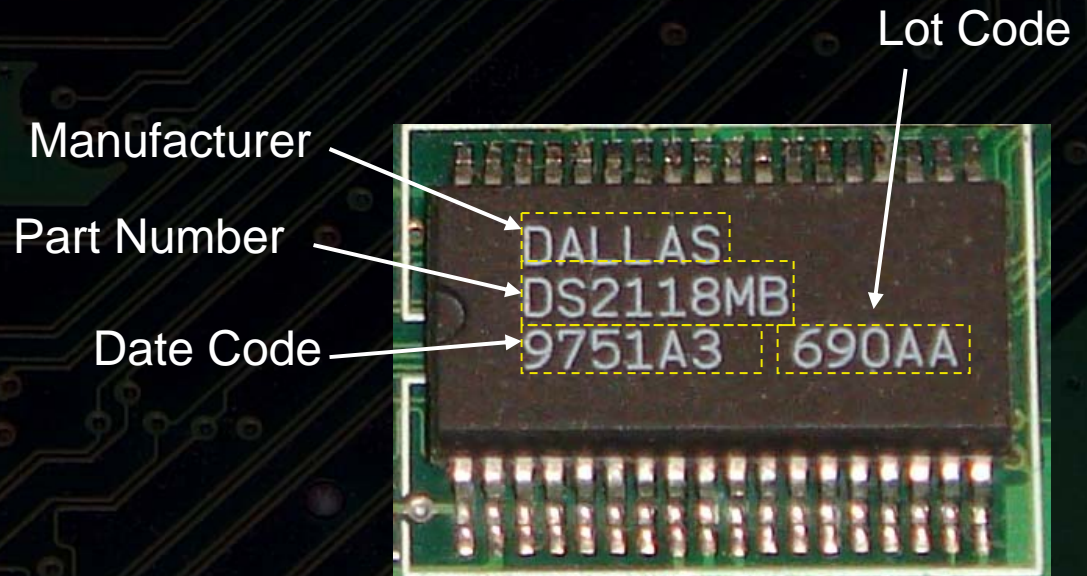 Lot Code
Manufacturer
Part Number
Date Code
DALLAS
DS2118MB
9751A3 690AA